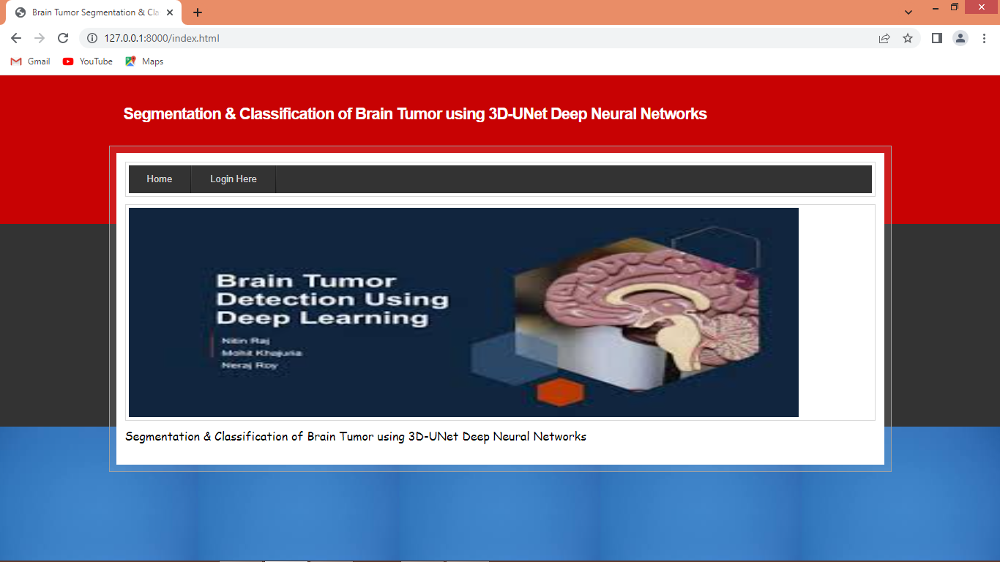 Brain Tumor Segmentation & Cla
127.0.0.1:8000/index.html
Gmail YouTube Maps
Segmentation & Classification of Brain Tumor using 3D-UNet Deep Neural Networks
Home Login Here
Brain Tumor
Detection Using
Deep Learning
Nitin Raj
Mohit Khajuria
Neraj Roy
Segmentation & Classification of Brain Tumor using 3D-UNet Deep Neural Networks